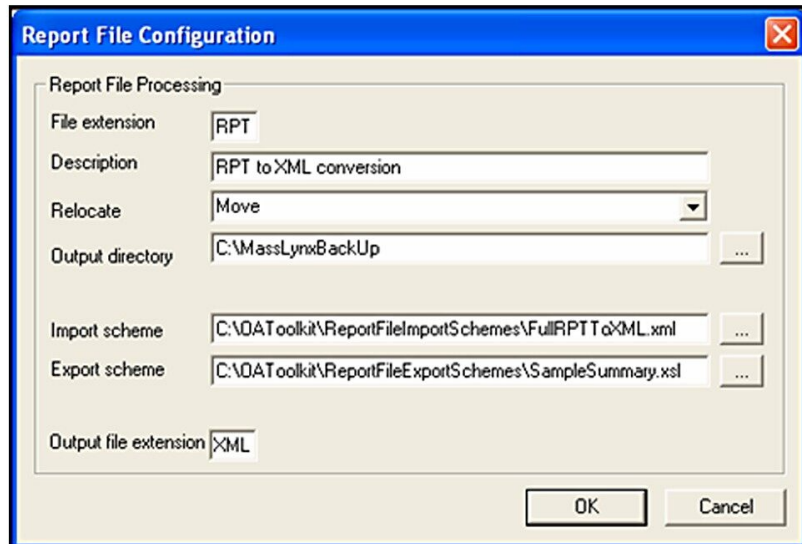 Report File Configuration
Report File Processing
File extension RPT
Description RPT to XML conversion
Relocate Move
Output directory C:\MassLynxBackUp ...
Import scheme C:\OAToolkit\ReportFileImportSchemes\FullRPTToXML.xml ...
Export scheme C:\OAToolkit\ReportFileExportSchemes\SampleSummary.xsl ...
Output file extension XML
OK Cancel